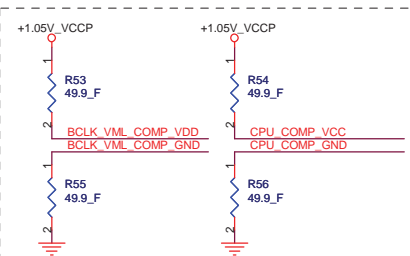 +1.05V_VCCP
+1.05V_VCCP
1
1
R53
49.9_F
R54
49.9_F
2
2
BCLK_VML_COMP_VDD
CPU_COMP_VCC
BCLK_VML_COMP_GND
CPU_COMP_GND
1
1
R55
49.9_F
R56
49.9_F
2
2